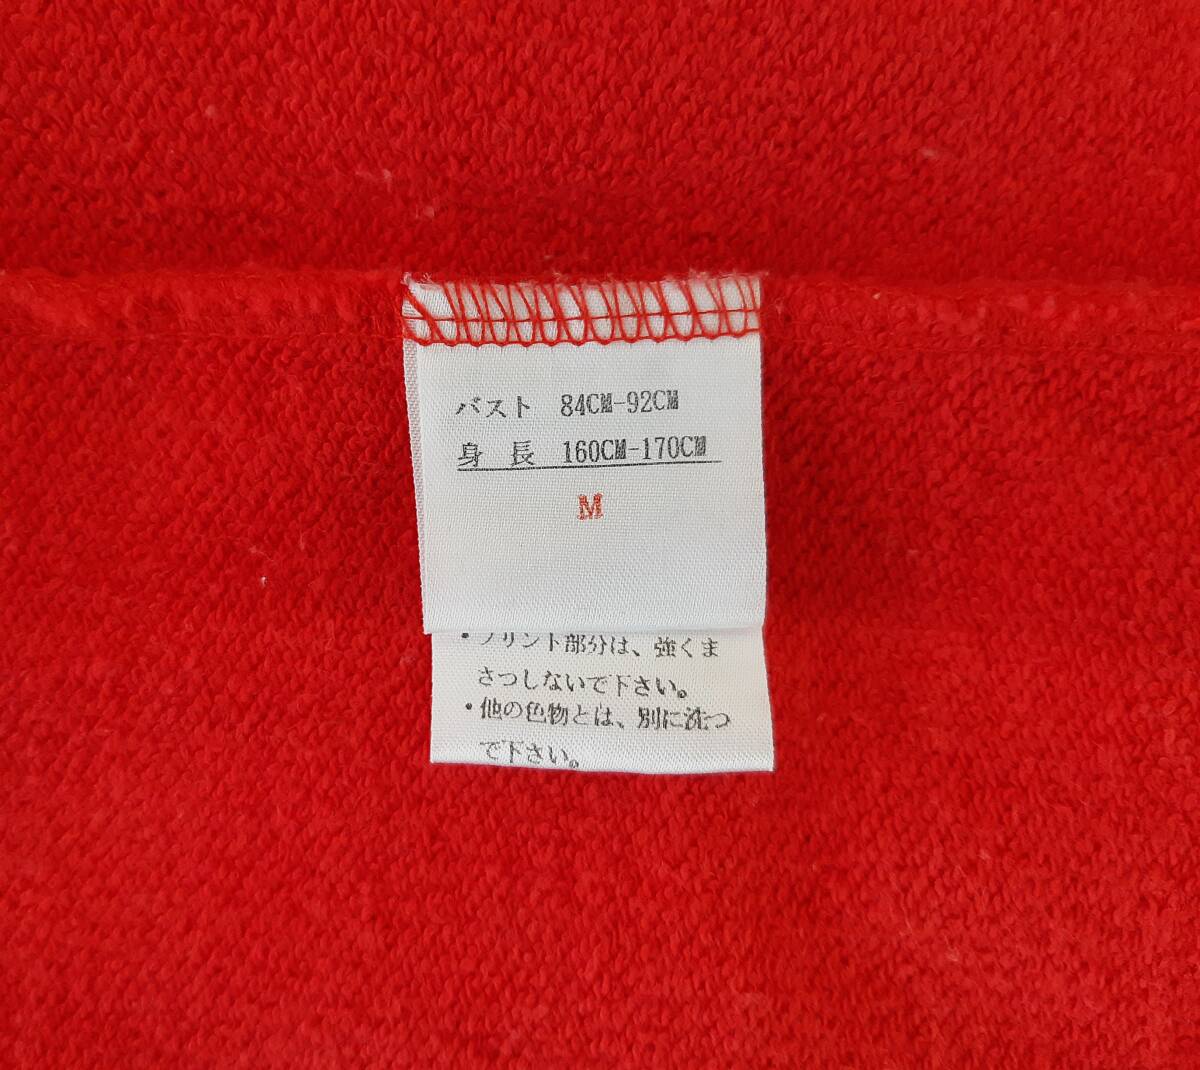 バスト 84CM-92CM
身 長 160CM-170CM
M
・プリント部分は、強くま
さつしないで下さい。
・他の色物とは、別に洗つ
で下さい。